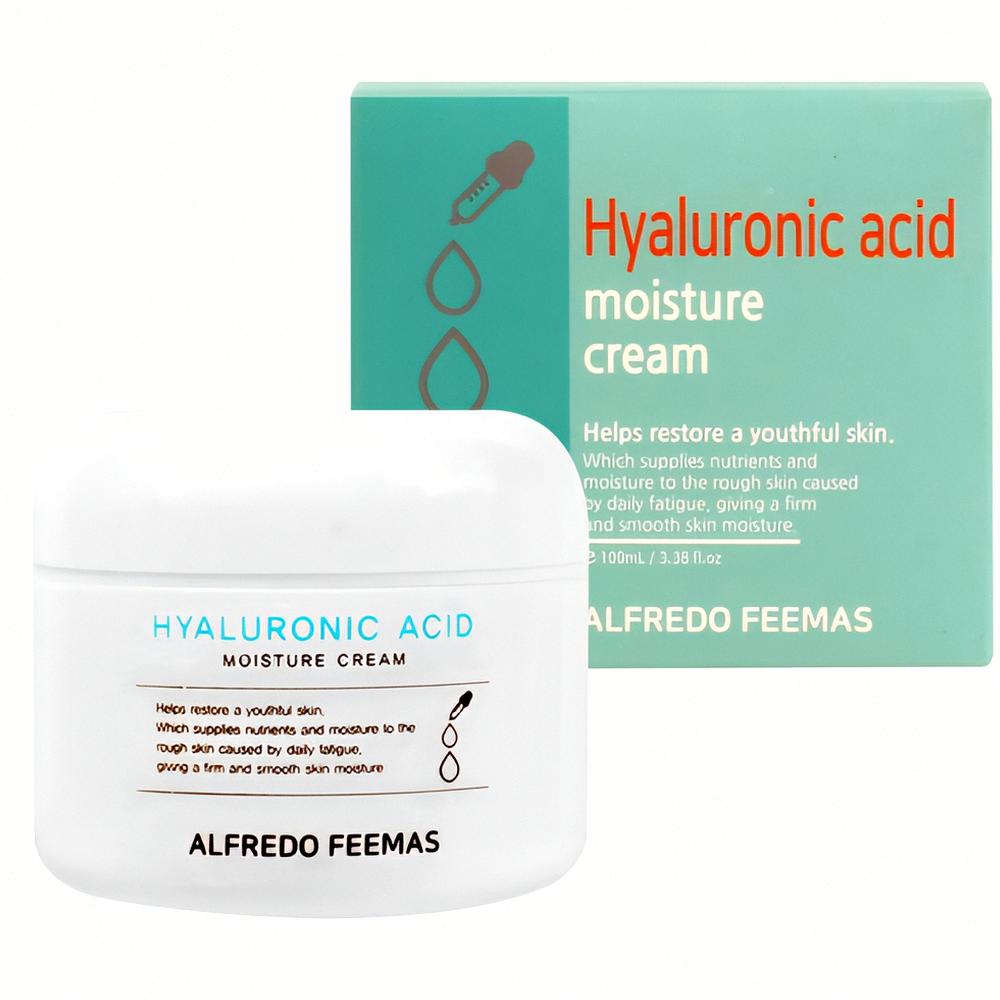 Hyaluronic acid
moisture
cream
Helps restore a youthful skin.
Which supplies nutrients and
moisture to the rough skin caused
by daily fatigue, giving a firm
and smooth skin moisture
100mL / 3.38 fl.oz
ALFREDO FEEMAS
HYALURONIC ACID
MOISTURE CREAM
Helps restore a youthful skin.
Which supplies nutrients and moisture to the
rough skin caused by daily fatigue,
giving a firm and smooth skin moisture
ALFREDO FEEMAS